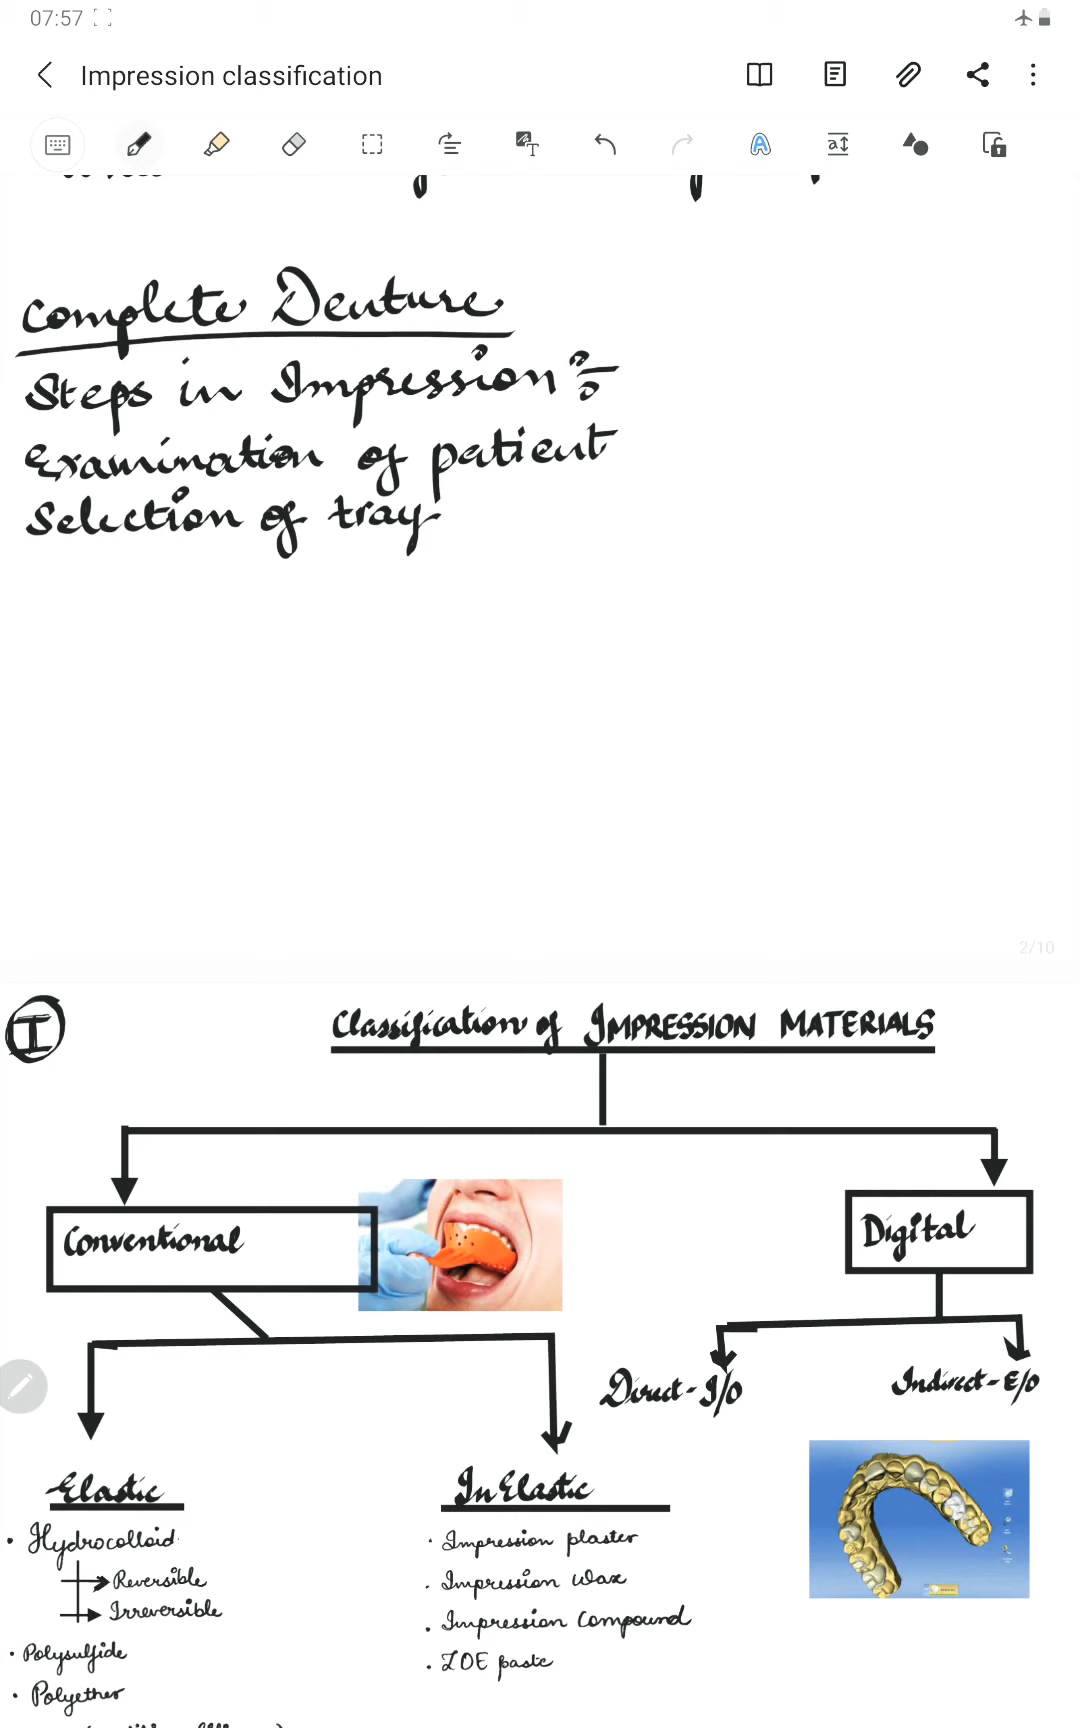 07:57
Impression classification
Complete Denture
Steps in Impression :-
Examination of patient
Selection of tray
2/10
I
Classification of IMPRESSION MATERIALS
Conventional
Digital
Direct - I/O
Indirect - E/O
Elastic
• Hydrocolloid
→ Reversible
→ Irreversible
• Polysulfide
• Polyether
InElastic
• Impression plaster
• Impression wax
• Impression Compound
• ZOE paste